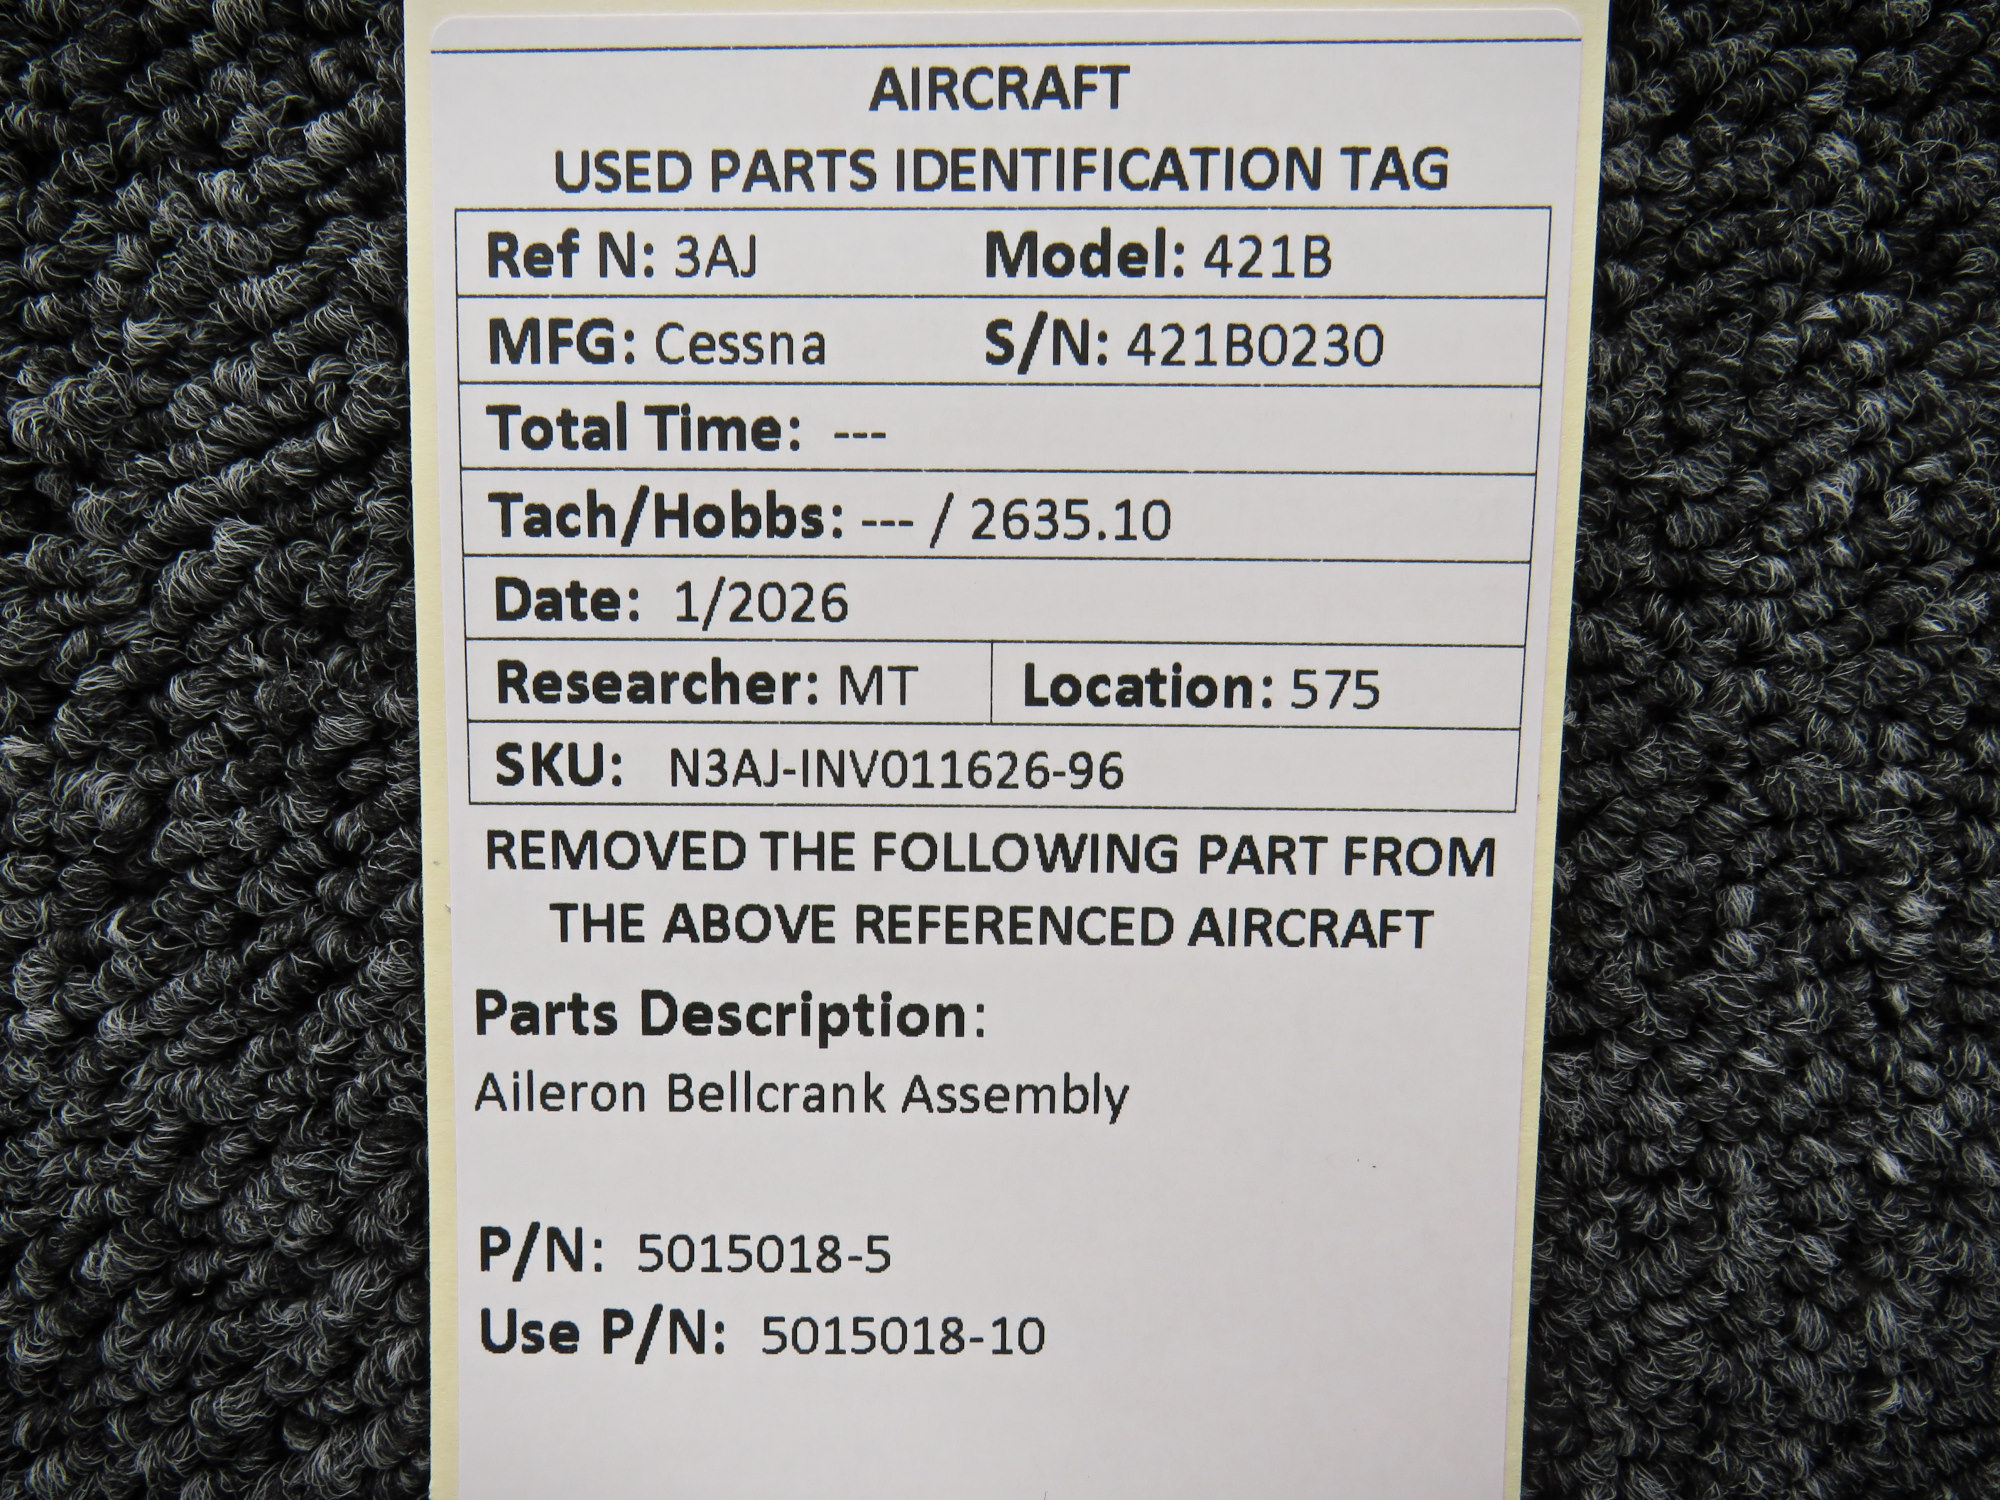 AIRCRAFT
USED PARTS IDENTIFICATION TAG
Ref N: 3AJ Model: 421B
MFG: Cessna S/N: 421B0230
Total Time: ---
Tach/Hobbs: --- / 2635.10
Date: 1/2026
Researcher: MT Location: 575
SKU: N3AJ-INV011626-96
REMOVED THE FOLLOWING PART FROM
THE ABOVE REFERENCED AIRCRAFT
Parts Description:
Aileron Bellcrank Assembly
P/N: 5015018-5
Use P/N: 5015018-10